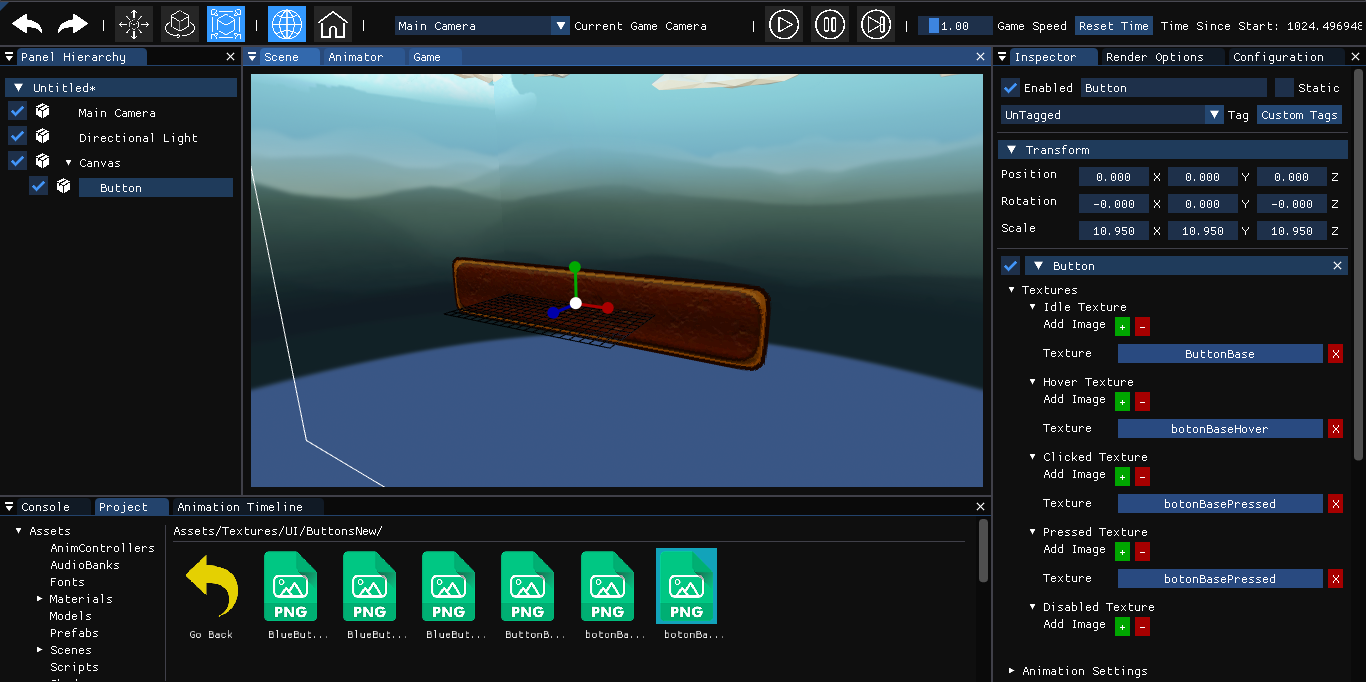 Main Camera Current Game Camera 1.00 Game Speed Reset Time Time Since Start: 1024.496948
Panel Hierarchy
Untitled*
Main Camera
Directional Light
Canvas
Button
Scene Animator Game
Inspector Render Options Configuration
Enabled Button Static
UnTagged Tag Custom Tags
Transform
Position 0.000 X 0.000 Y 0.000 Z
Rotation -0.000 X 0.000 Y -0.000 Z
Scale 10.950 X 10.950 Y 10.950 Z
Button
Textures
Idle Texture
Add Image + -
Texture ButtonBase X
Hover Texture
Add Image + -
Texture botonBaseHover X
Clicked Texture
Add Image + -
Texture botonBasePressed X
Pressed Texture
Add Image + -
Texture botonBasePressed X
Disabled Texture
Add Image + -
Animation Settings
Console Project Animation Timeline
Assets
AnimControllers
AudioBanks
Fonts
Materials
Models
Prefabs
Scenes
Scripts
Assets/Textures/UI/ButtonsNew/
PNG PNG PNG PNG PNG PNG
Go Back BlueBut... BlueBut... BlueBut... ButtonB... botonBa... botonBa...